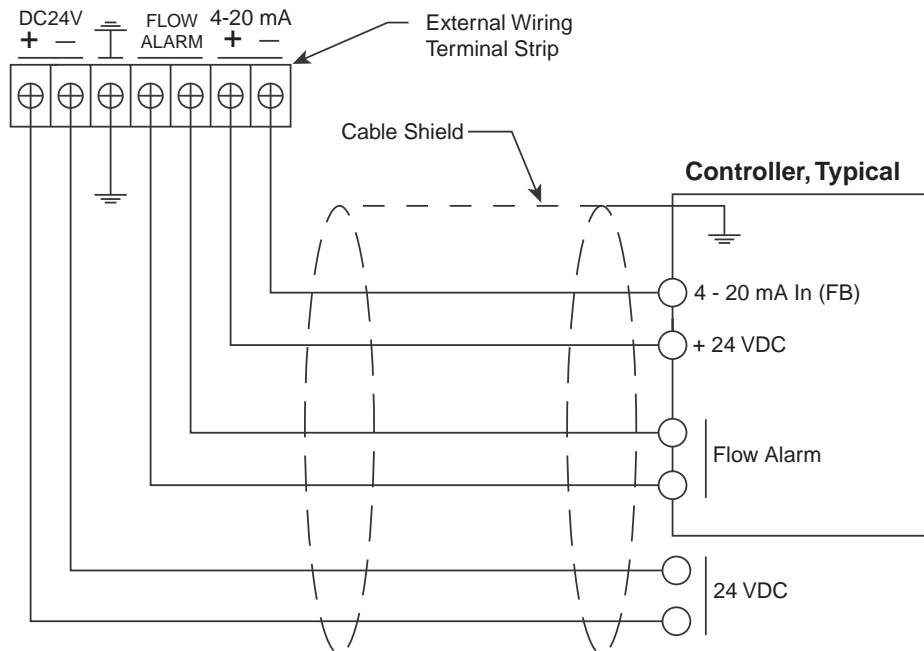 DC24V
FLOW
ALARM
4-20 mA
+ —
+ —
External Wiring
Terminal Strip
Cable Shield
Controller, Typical
4 - 20 mA In (FB)
+ 24 VDC
Flow Alarm
24 VDC